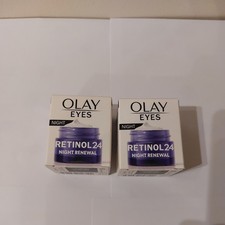 OLAY
EYES
NIGHT
RETINOL24
NIGHT RENEWAL
OLAY
EYES
NIGHT
RETINOL24
NIGHT RENEWAL